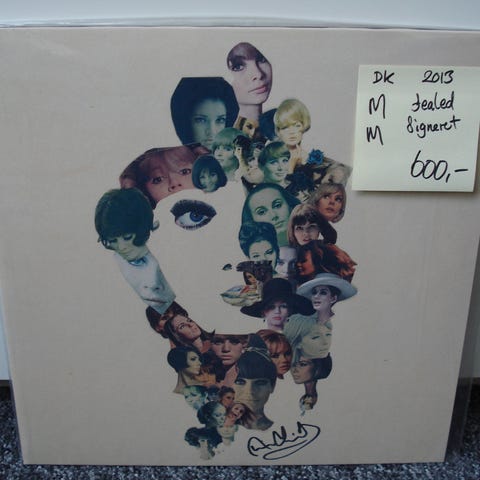 DK 2013
M Sealed
M Signeret
600,-